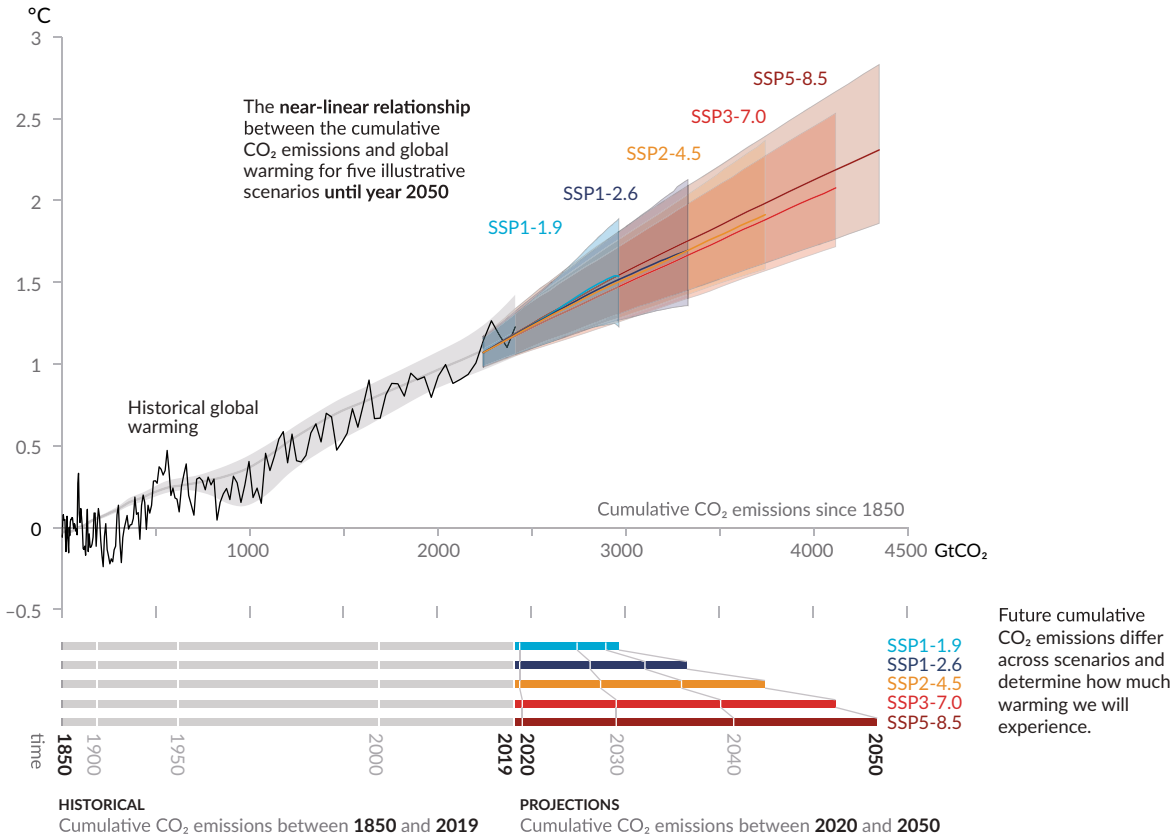 °C
3
2.5
2
1.5
1
0.5
0
−0.5
The near-linear relationship
between the cumulative
CO₂ emissions and global
warming for five illustrative
scenarios until year 2050
SSP5-8.5
SSP3-7.0
SSP2-4.5
SSP1-2.6
SSP1-1.9
Historical global
warming
Cumulative CO₂ emissions since 1850
1000 2000 3000 4000 4500 GtCO₂
SSP1-1.9
SSP1-2.6
SSP2-4.5
SSP3-7.0
SSP5-8.5
Future cumulative
CO₂ emissions differ
across scenarios and
determine how much
warming we will
experience.
time 1850 1900 1950 2000 2019 2020 2030 2040 2050
HISTORICAL
Cumulative CO₂ emissions between 1850 and 2019
PROJECTIONS
Cumulative CO₂ emissions between 2020 and 2050